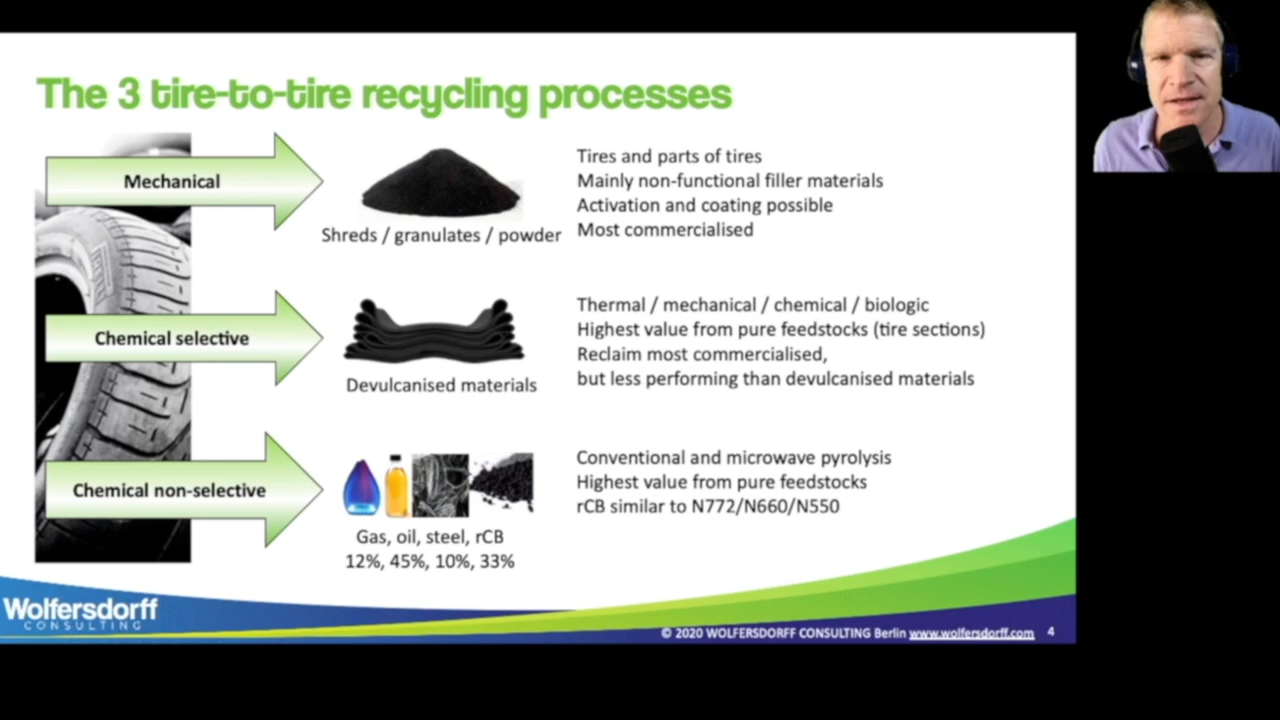 The 3 tire-to-tire recycling processes
Mechanical
Shreds / granulates / powder
Tires and parts of tires
Mainly non-functional filler materials
Activation and coating possible
Most commercialised
Chemical selective
Devulcanised materials
Thermal / mechanical / chemical / biologic
Highest value from pure feedstocks (tire sections)
Reclaim most commercialised,
but less performing than devulcanised materials
Chemical non-selective
Gas, oil, steel, rCB
12%, 45%, 10%, 33%
Conventional and microwave pyrolysis
Highest value from pure feedstocks
rCB similar to N772/N660/N550
Wolfersdorff
CONSULTING
© 2020 WOLFERSDORFF CONSULTING Berlin www.wolfersdorff.com 4